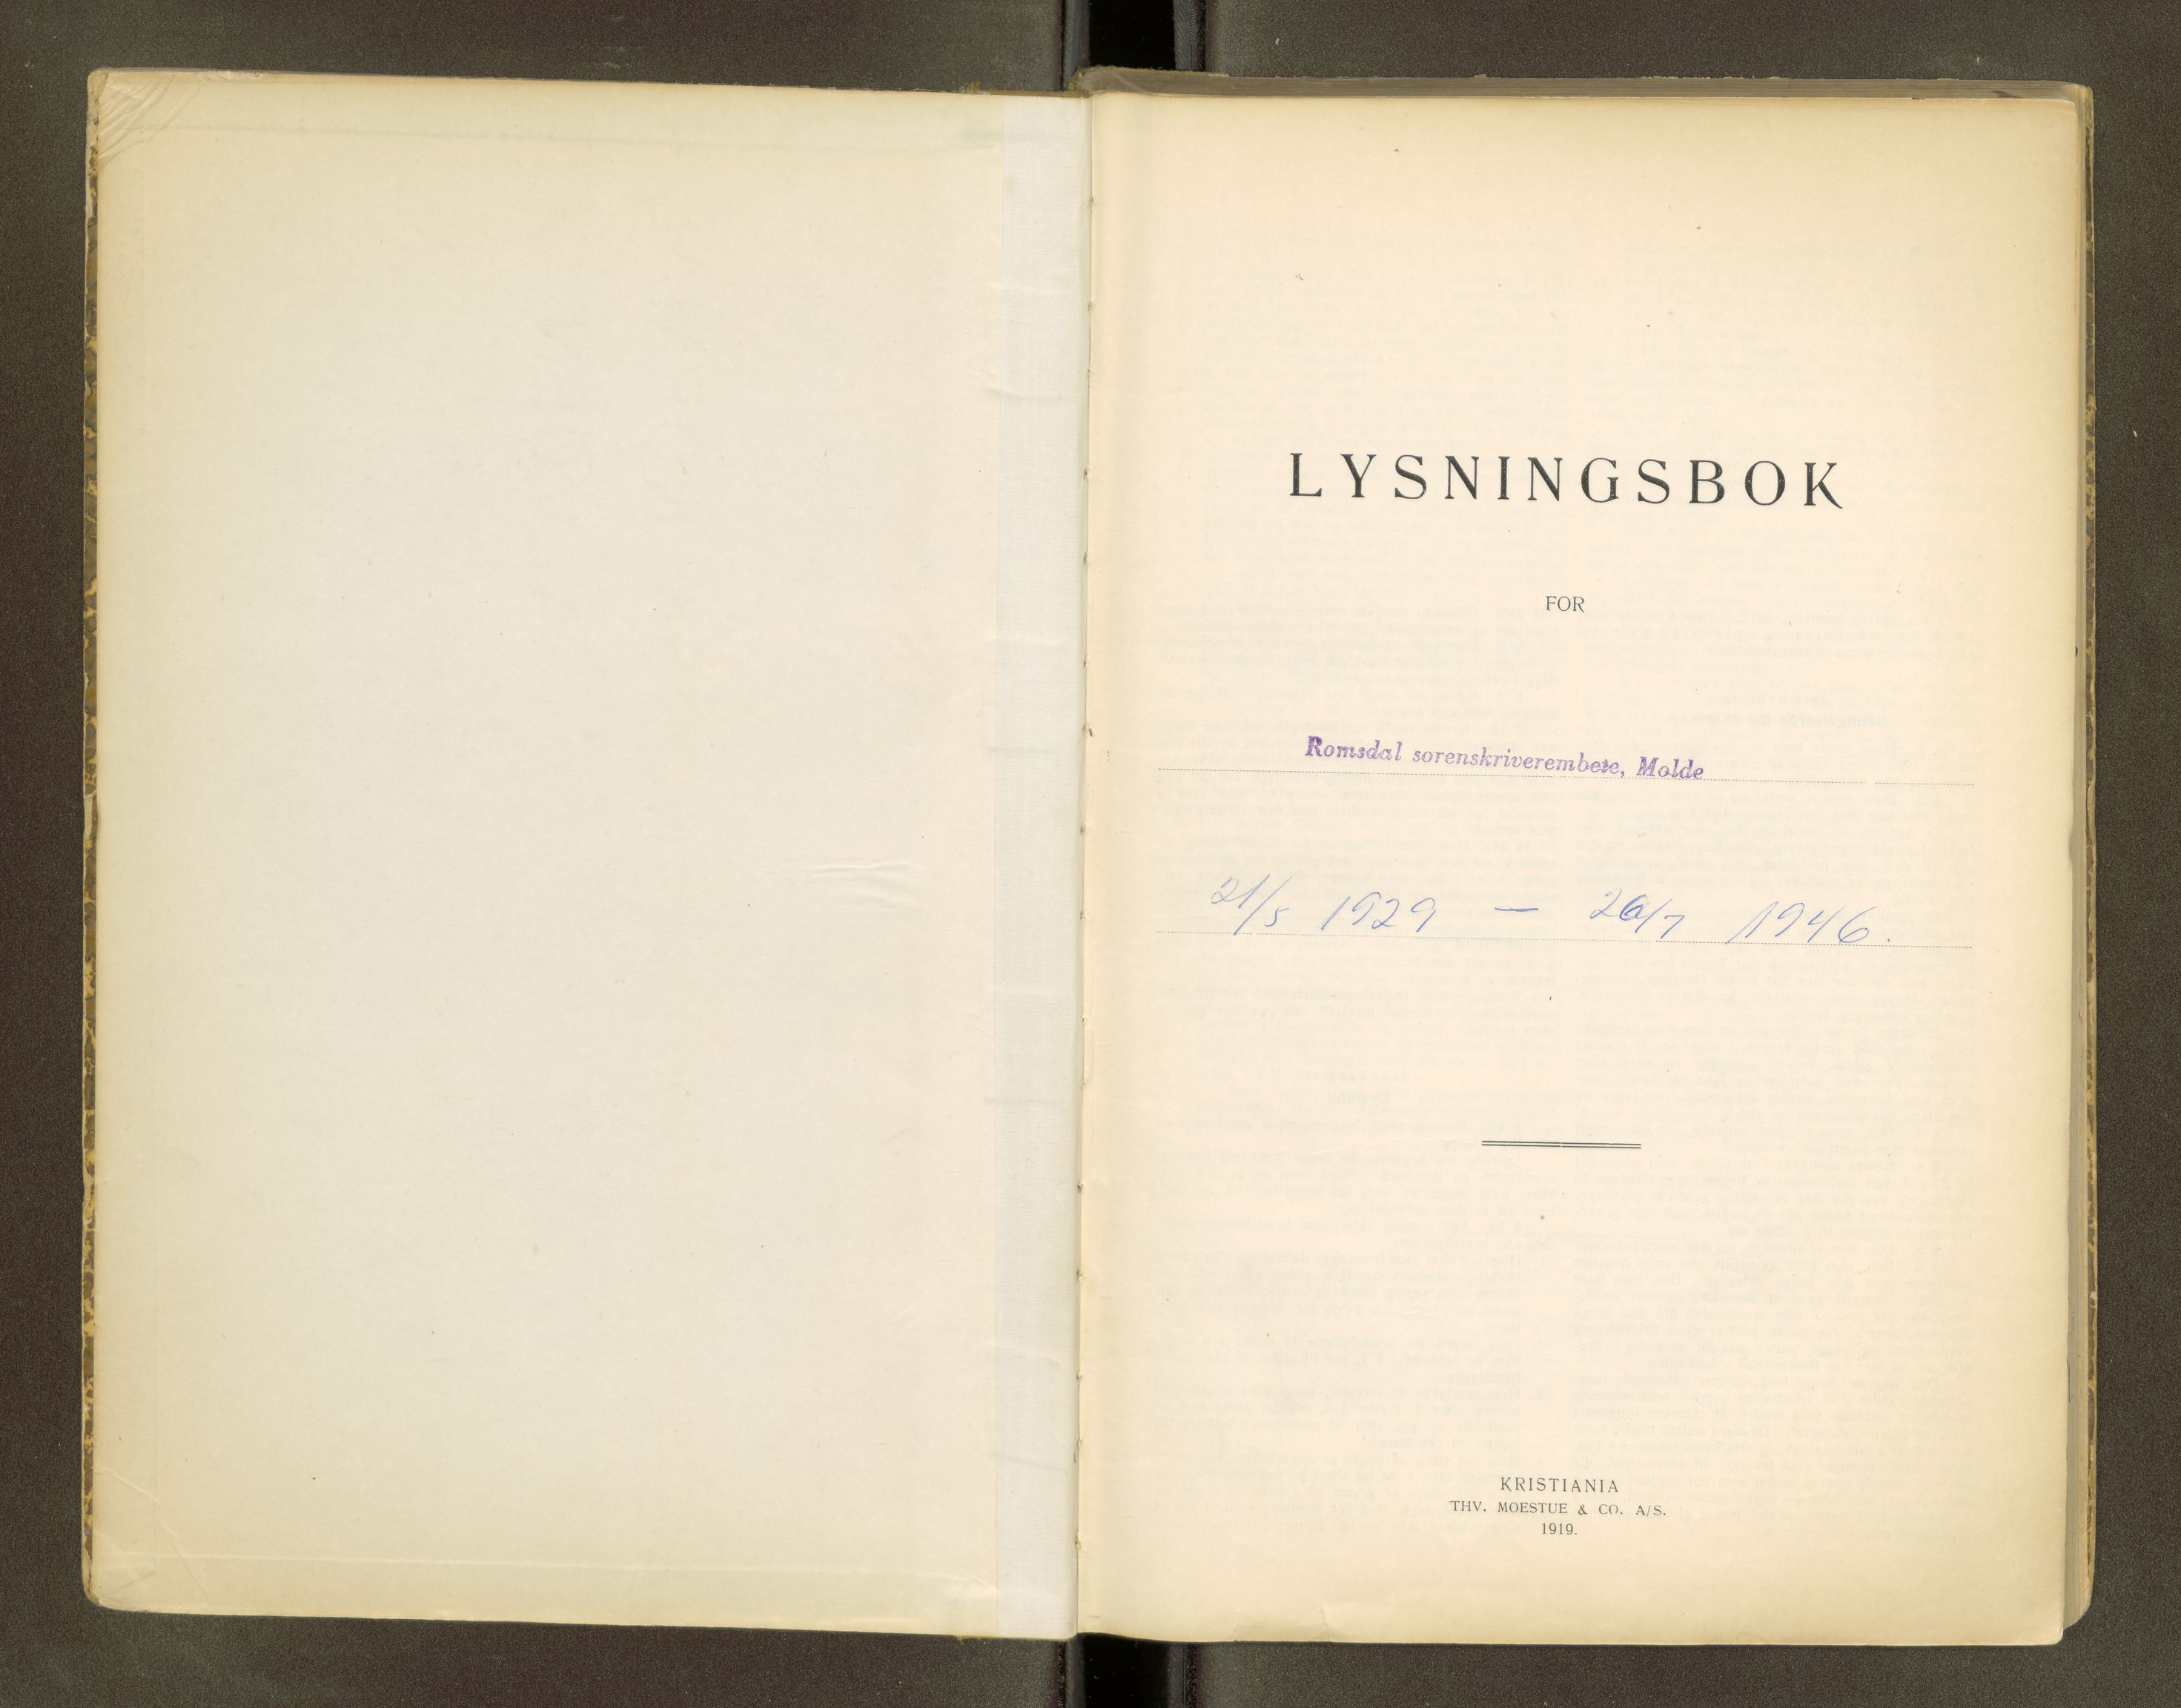 LYSNINGSBOK
FOR
Romsdal sorenskriverembete, Molde
21/5 1929 — 26/7 1946.
KRISTIANIA
THV. MOESTUE & CO. A/S.
1919.